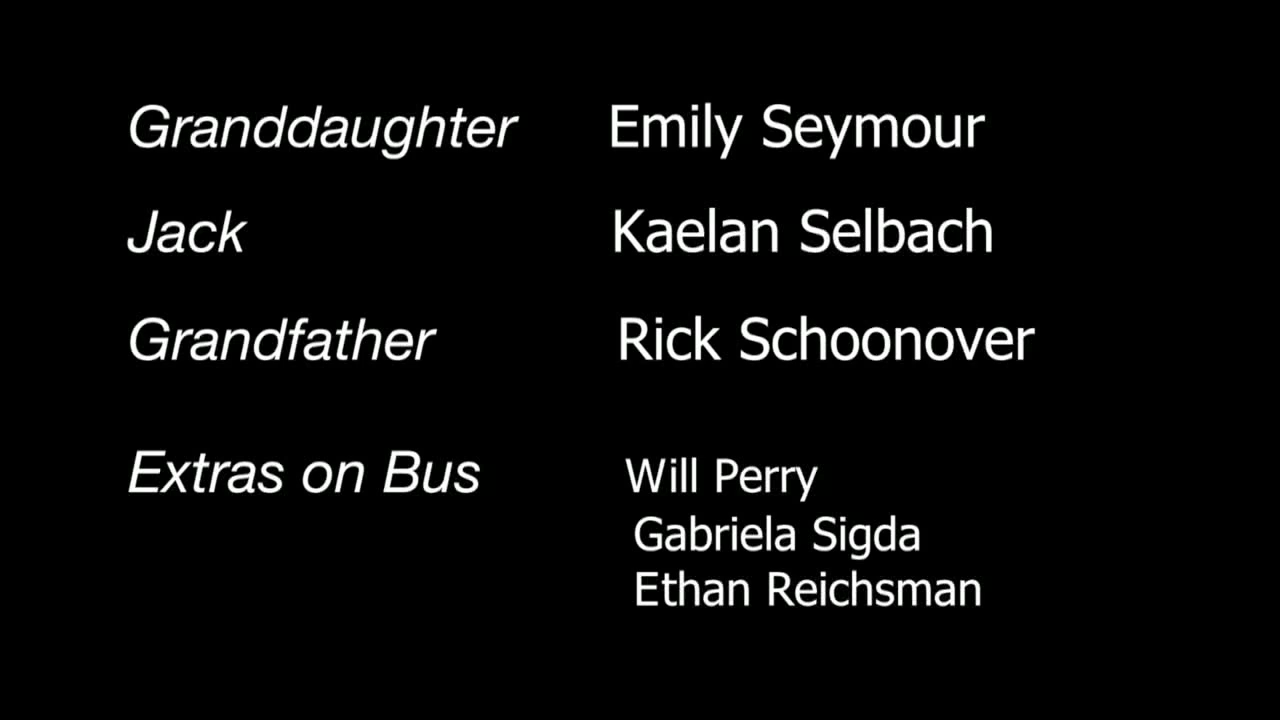 Granddaughter Emily Seymour
Jack Kaelan Selbach
Grandfather Rick Schoonover
Extras on Bus Will Perry
Gabriela Sigda
Ethan Reichsman